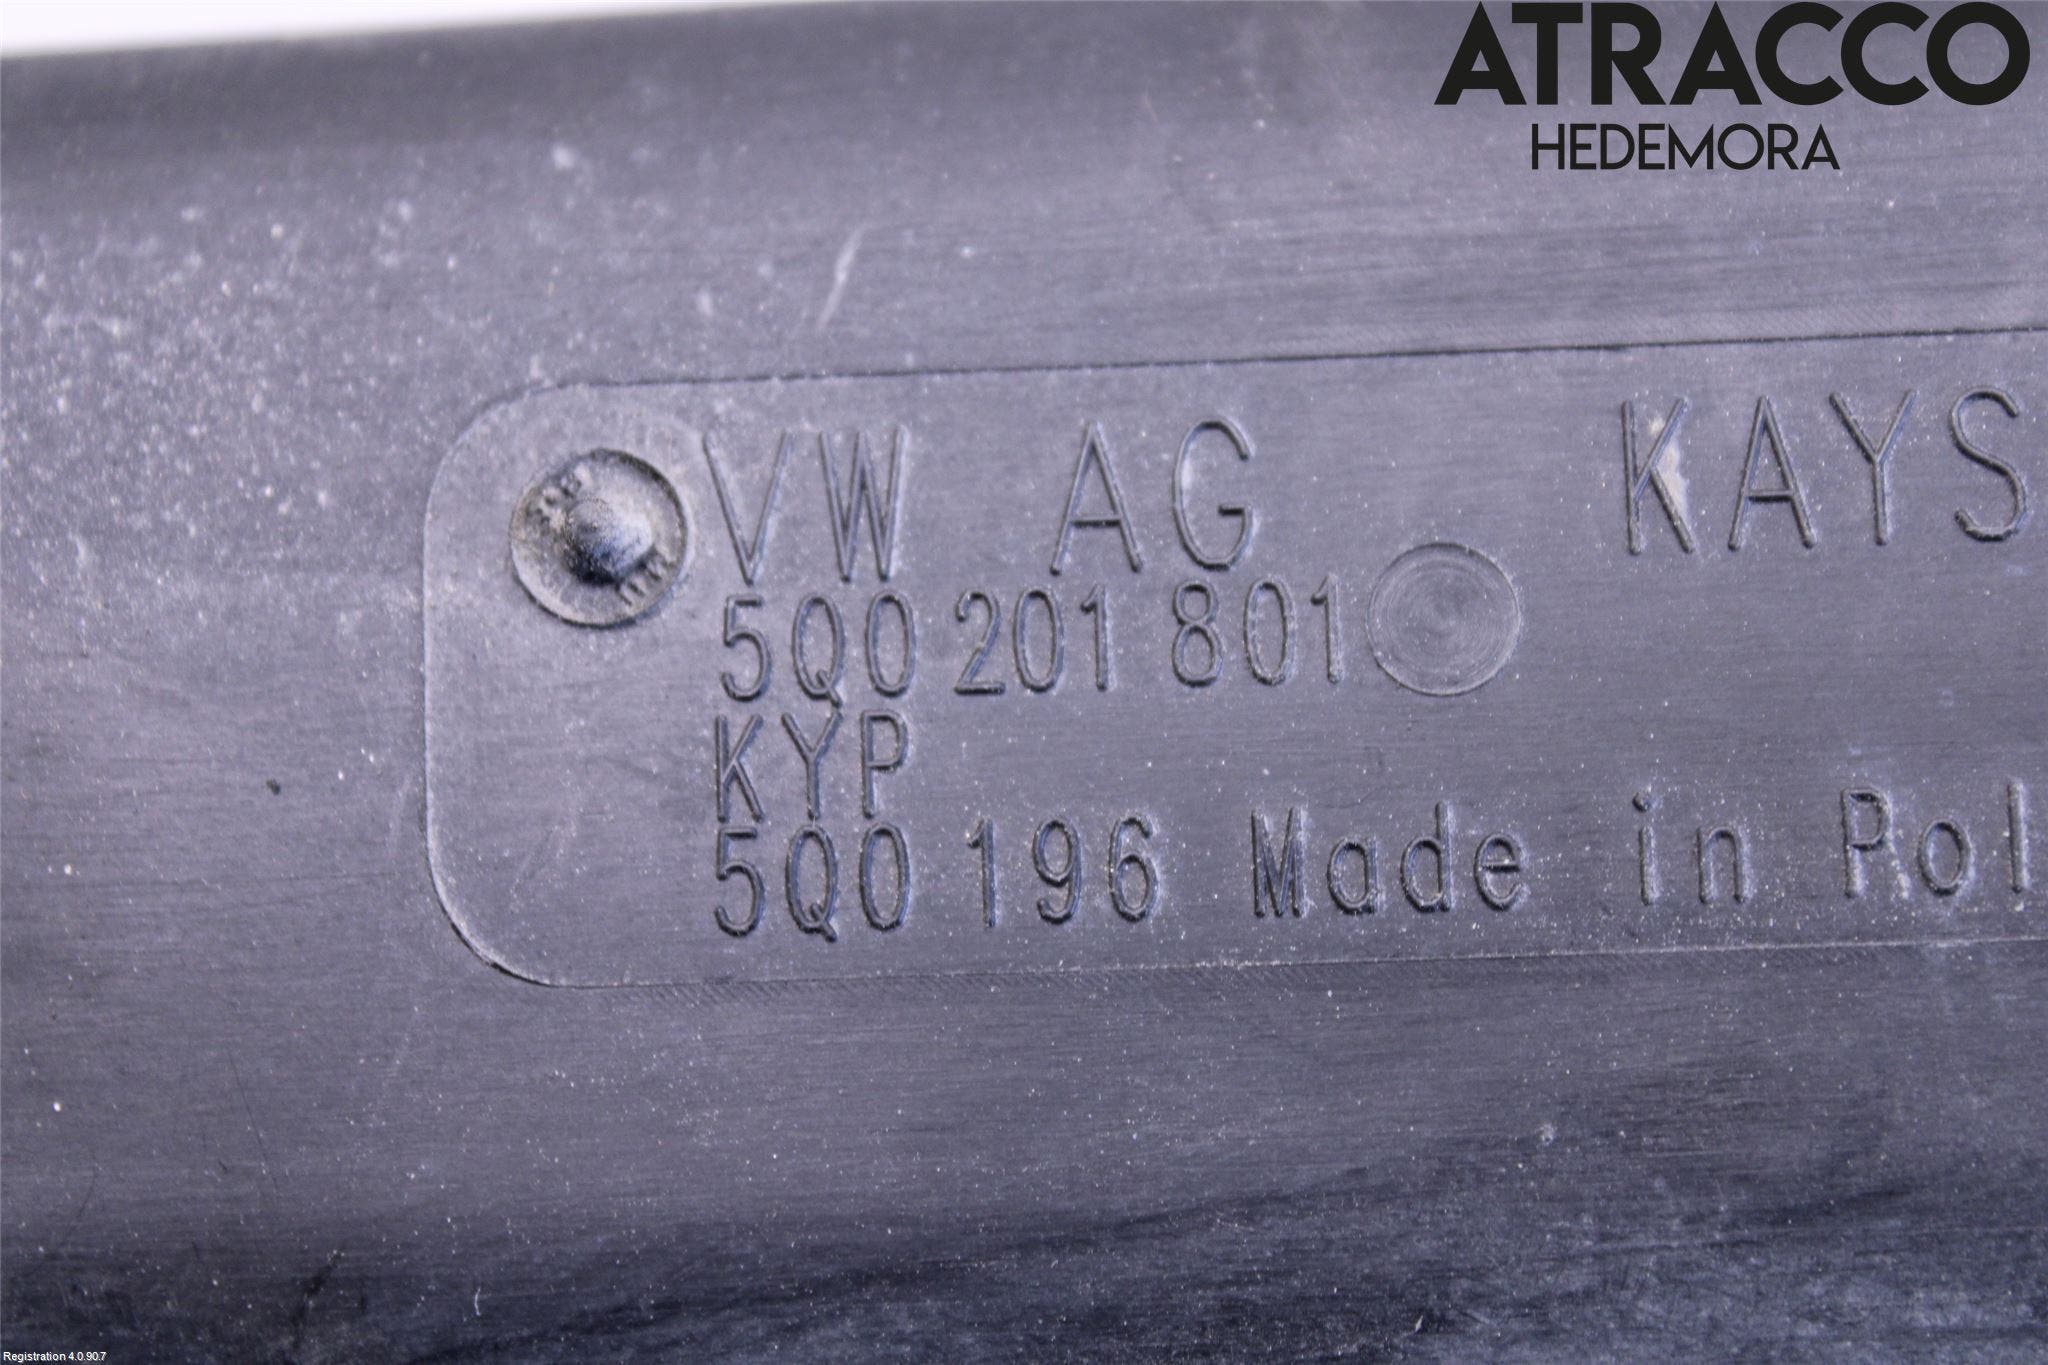 ATRACCO
HEDEMORA
VW AG KAYS
5Q0 201 801
KYP
5Q0 196 Made in Pol
Registration 4.0.90.7